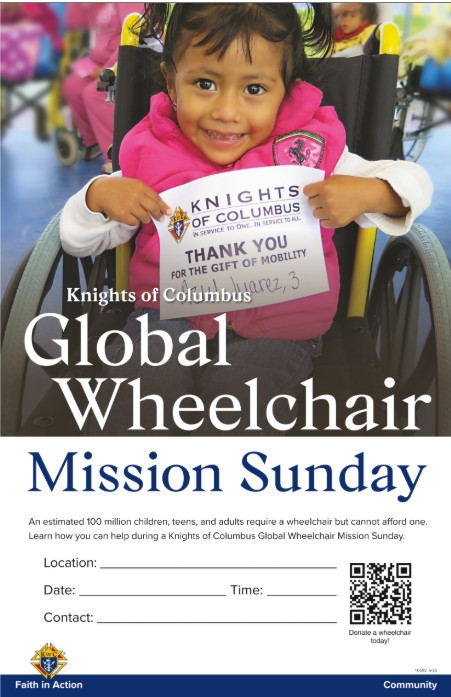 KNIGHTS
OF COLUMBUS
IN SERVICE TO ONE. IN SERVICE TO ALL.
THANK YOU
FOR THE GIFT OF MOBILITY
Juarez, 3
Knights of Columbus
Global
Wheelchair
Mission Sunday
An estimated 100 million children, teens, and adults require a wheelchair but cannot afford one.
Learn how you can help during a Knights of Columbus Global Wheelchair Mission Sunday.
Location:
Date: Time:
Contact:
Donate a wheelchair
today!
Faith in Action
Community